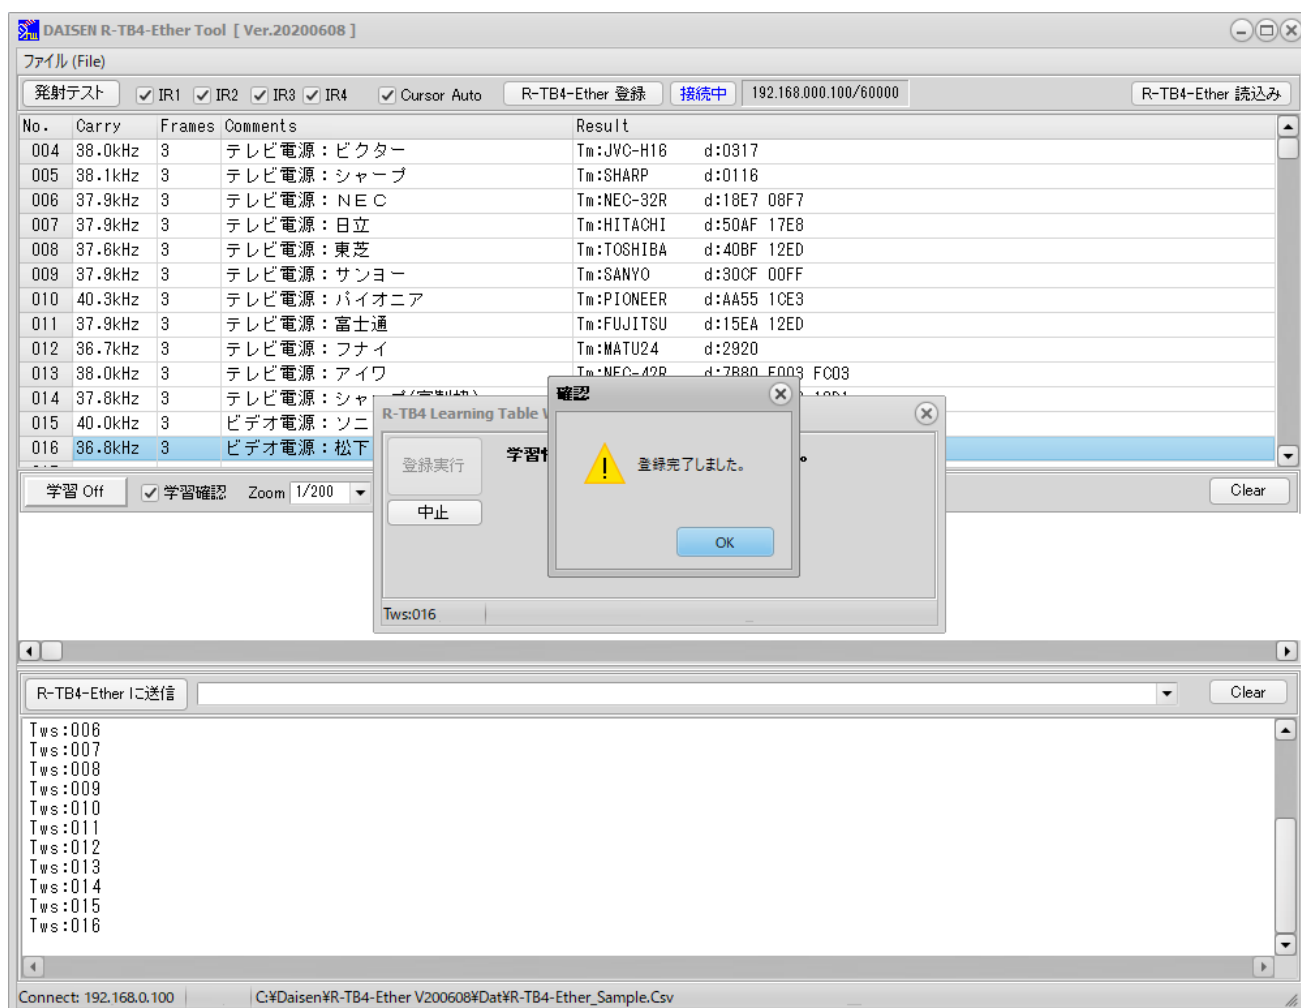 DAISEN R-TB4-Ether Tool [ Ver.20200608 ]
ファイル (File)
発射テスト IR1 IR2 IR3 IR4 Cursor Auto R-TB4-Ether 登録 接続中 192.168.000.100/60000 R-TB4-Ether 読込み
No. Carry Frames Comments Result
004 38.0kHz 3 テレビ電源：ビクター Tm:JVC-H16 d:0317
005 38.1kHz 3 テレビ電源：シャープ Tm:SHARP d:0116
006 37.9kHz 3 テレビ電源：ＮＥＣ Tm:NEC-32R d:18E7 08F7
007 37.9kHz 3 テレビ電源：日立 Tm:HITACHI d:50AF 17E8
008 37.6kHz 3 テレビ電源：東芝 Tm:TOSHIBA d:40BF 12ED
009 37.9kHz 3 テレビ電源：サンヨー Tm:SANYO d:30CF 00FF
010 40.3kHz 3 テレビ電源：パイオニア Tm:PIONEER d:AA55 1CE3
011 37.9kHz 3 テレビ電源：富士通 Tm:FUJITSU d:15EA 12ED
012 36.7kHz 3 テレビ電源：フナイ Tm:MATU24 d:2920
013 38.0kHz 3 テレビ電源：アイワ Tm:NEC-42R d:7B80 F003 FC03
014 37.8kHz 3 テレビ電源：シャ
015 40.0kHz 3 ビデオ電源：ソニ
016 36.8kHz 3 ビデオ電源：松下
R-TB4 Learning Table
登録実行 学習
中止
Tws:016
確認
登録完了しました。
OK
学習 Off 学習確認 Zoom 1/200 Clear
R-TB4-Ether に送信 Clear
Tws:006
Tws:007
Tws:008
Tws:009
Tws:010
Tws:011
Tws:012
Tws:013
Tws:014
Tws:015
Tws:016
Connect: 192.168.0.100 C:¥Daisen¥R-TB4-Ether V200608¥Dat¥R-TB4-Ether_Sample.Csv